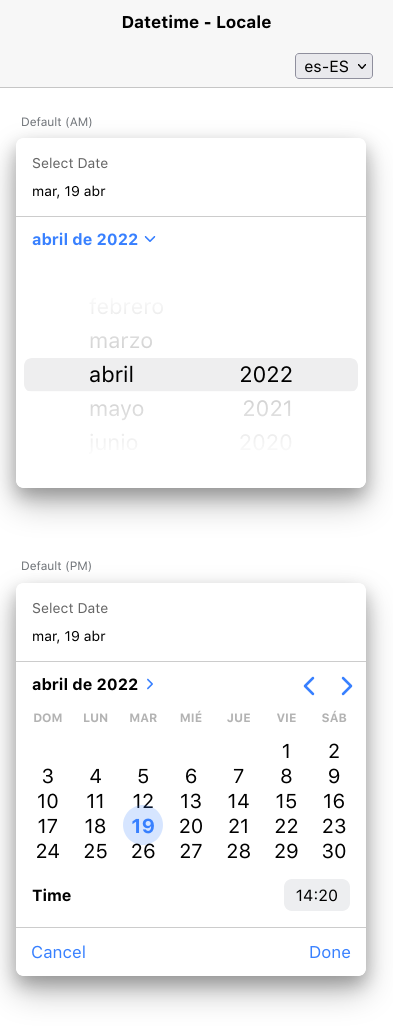 Datetime - Locale
es-ES
Default (AM)
Select Date
mar, 19 abr
abril de 2022
febrero
marzo
abril 2022
mayo 2021
junio 2020
Default (PM)
Select Date
mar, 19 abr
abril de 2022
DOM LUN MAR MIÉ JUE VIE SÁB
1 2
3 4 5 6 7 8 9
10 11 12 13 14 15 16
17 18 19 20 21 22 23
24 25 26 27 28 29 30
Time 14:20
Cancel Done